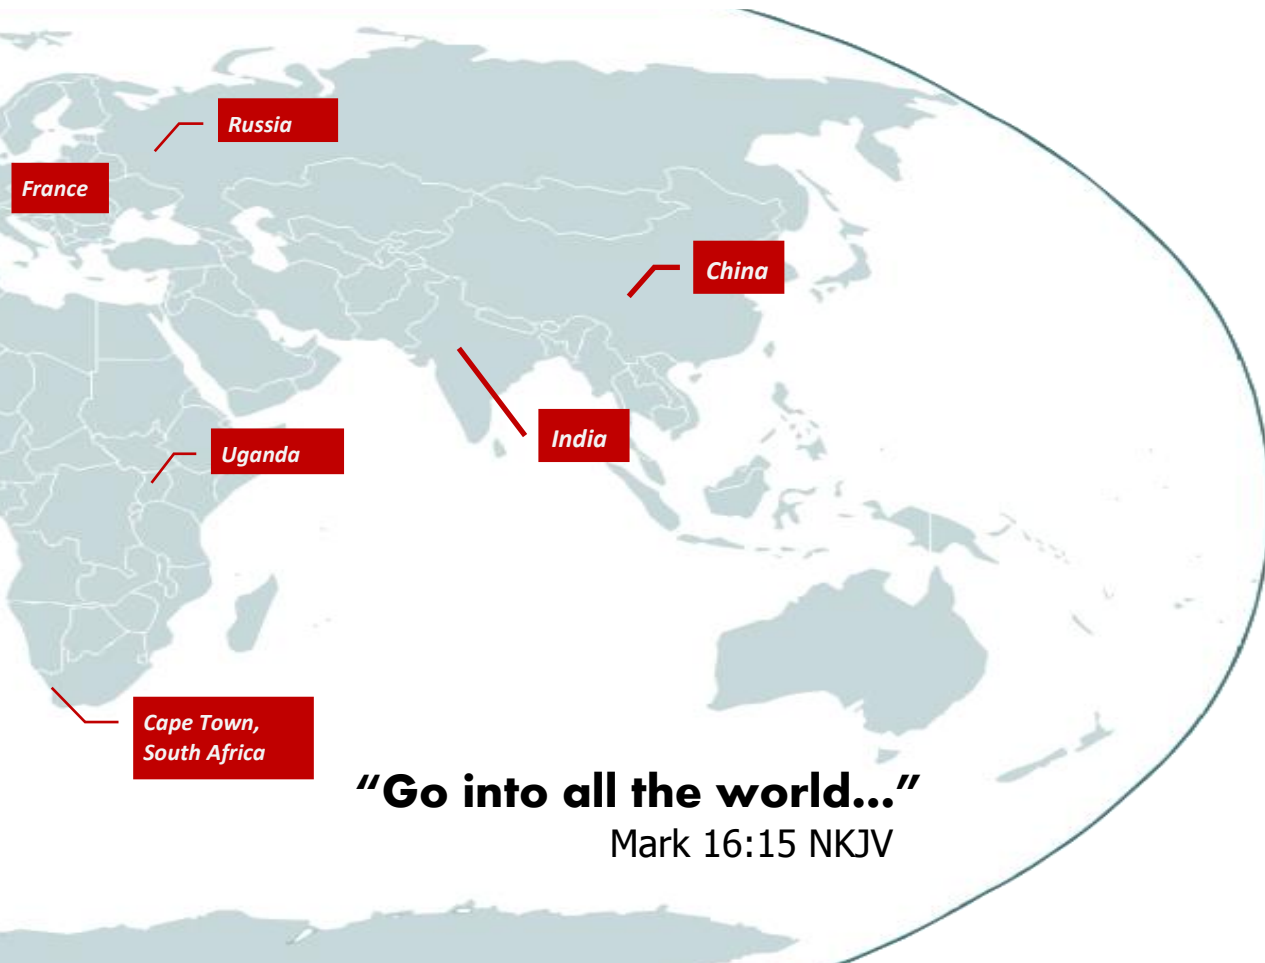 Russia
France
China
India
Uganda
Cape Town,
South Africa
“Go into all the world...”
Mark 16:15 NKJV